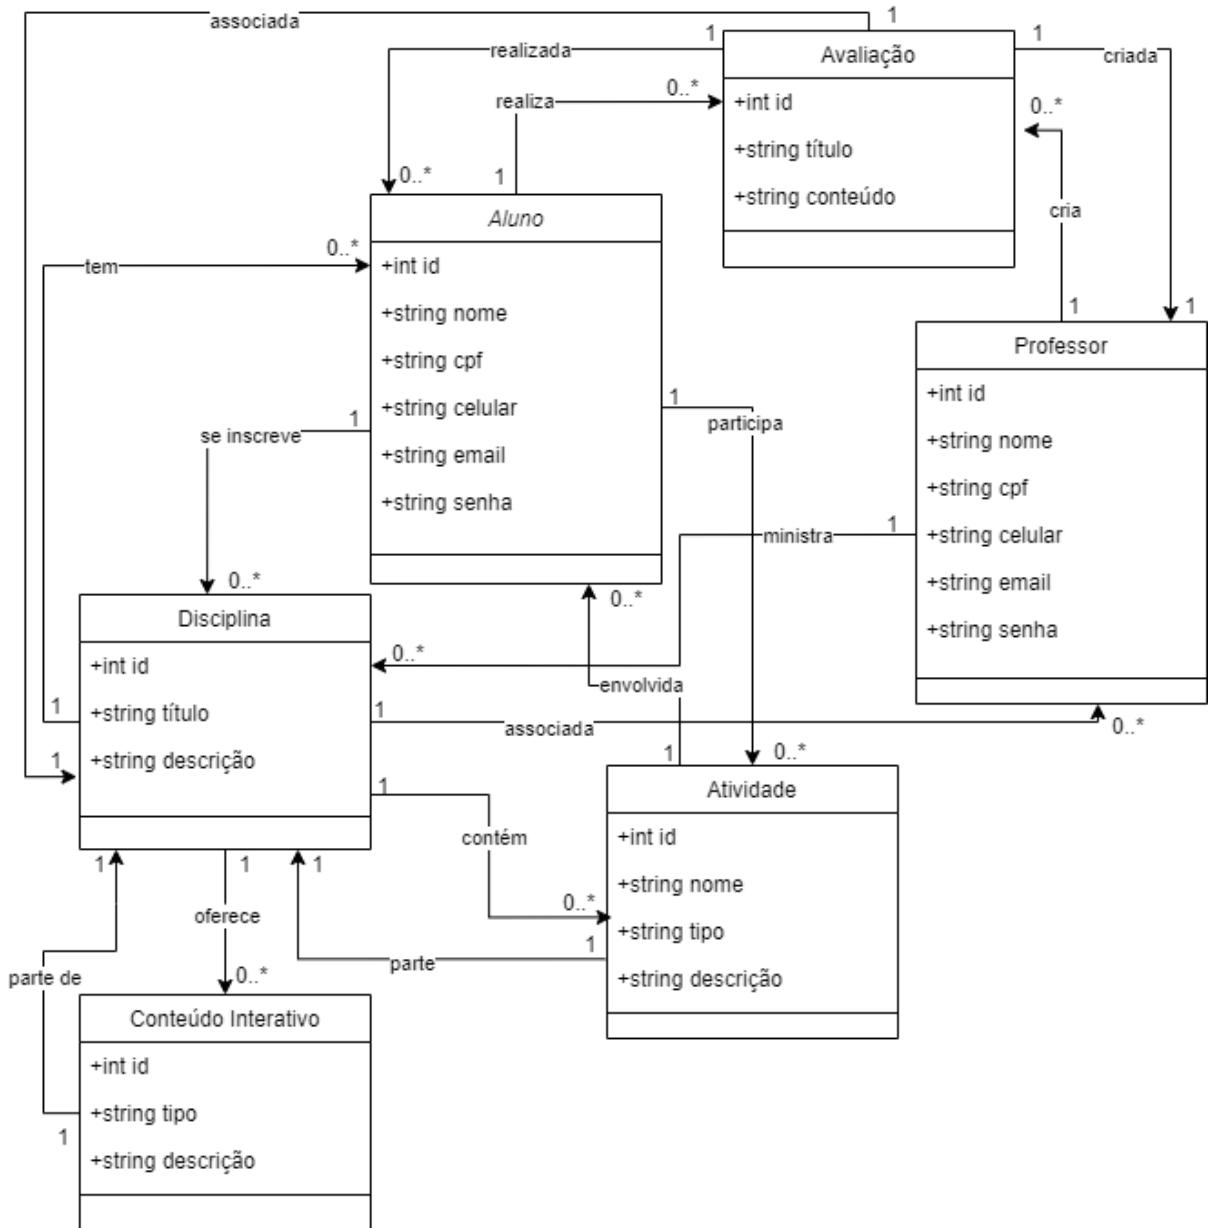 associada
1
realizada
1
Avaliação
1
criada
realiza
0..*
+int id
0..*
+string título
0..*
1
+string conteúdo
cria
Aluno
0..*
tem
+int id
+string nome
1
1
Professor
+string cpf
+int id
1
+string celular
1
participa
se inscreve
+string nome
+string email
+string cpf
+string senha
1
ministra
+string celular
0..*
+string email
0..*
Disciplina
+string senha
+int id
0..*
envolvida
1
+string título
1
associada
0..*
1
+string descrição
1
0..*
1
Atividade
contém
+int id
1
1
1
+string nome
oferece
0..*
+string tipo
1
parte
parte de
0..*
+string descrição
Conteúdo Interativo
+int id
+string tipo
1
+string descrição